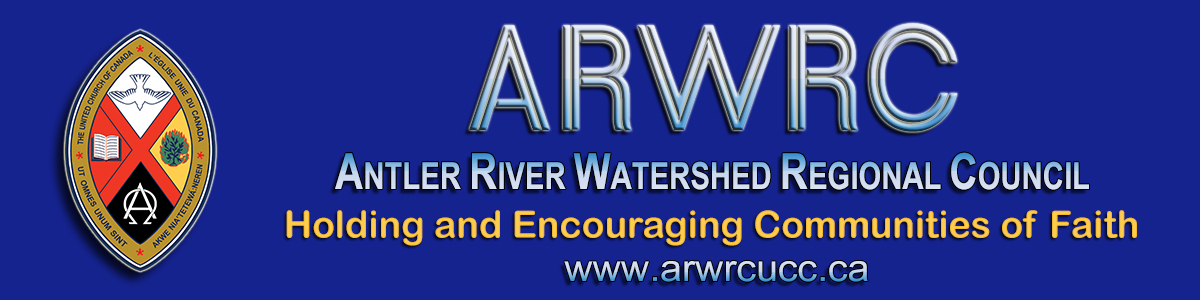 THE UNITED CHURCH OF CANADA
L'ÉGLISE UNIE DU CANADA
UT OMNES UNUM SINT
AKWE NIA'TETEWÁ:NEREN
ΑΩ
ARWRC
ANTLER RIVER WATERSHED REGIONAL COUNCIL
Holding and Encouraging Communities of Faith
www.arwrcucc.ca